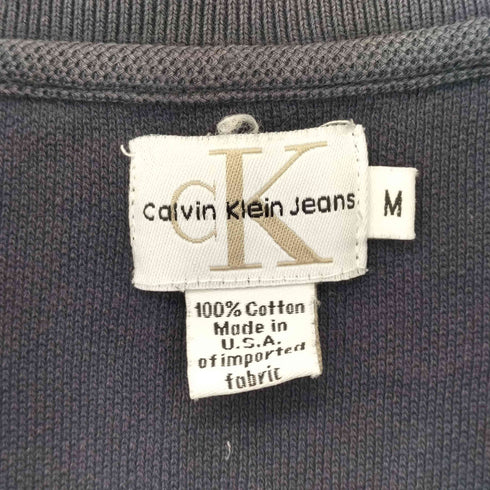 CK
Calvin Klein Jeans
M
100% Cotton
Made in
U.S.A.
of imported
fabric